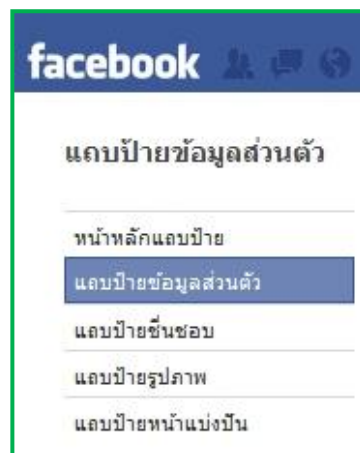 facebook
แถบป้ายข้อมูลส่วนตัว
หน้าหลักแถบป้าย
แถบป้ายข้อมูลส่วนตัว
แถบป้ายชื่นชอบ
แถบป้ายรูปภาพ
แถบป้ายหน้าแบ่งปัน